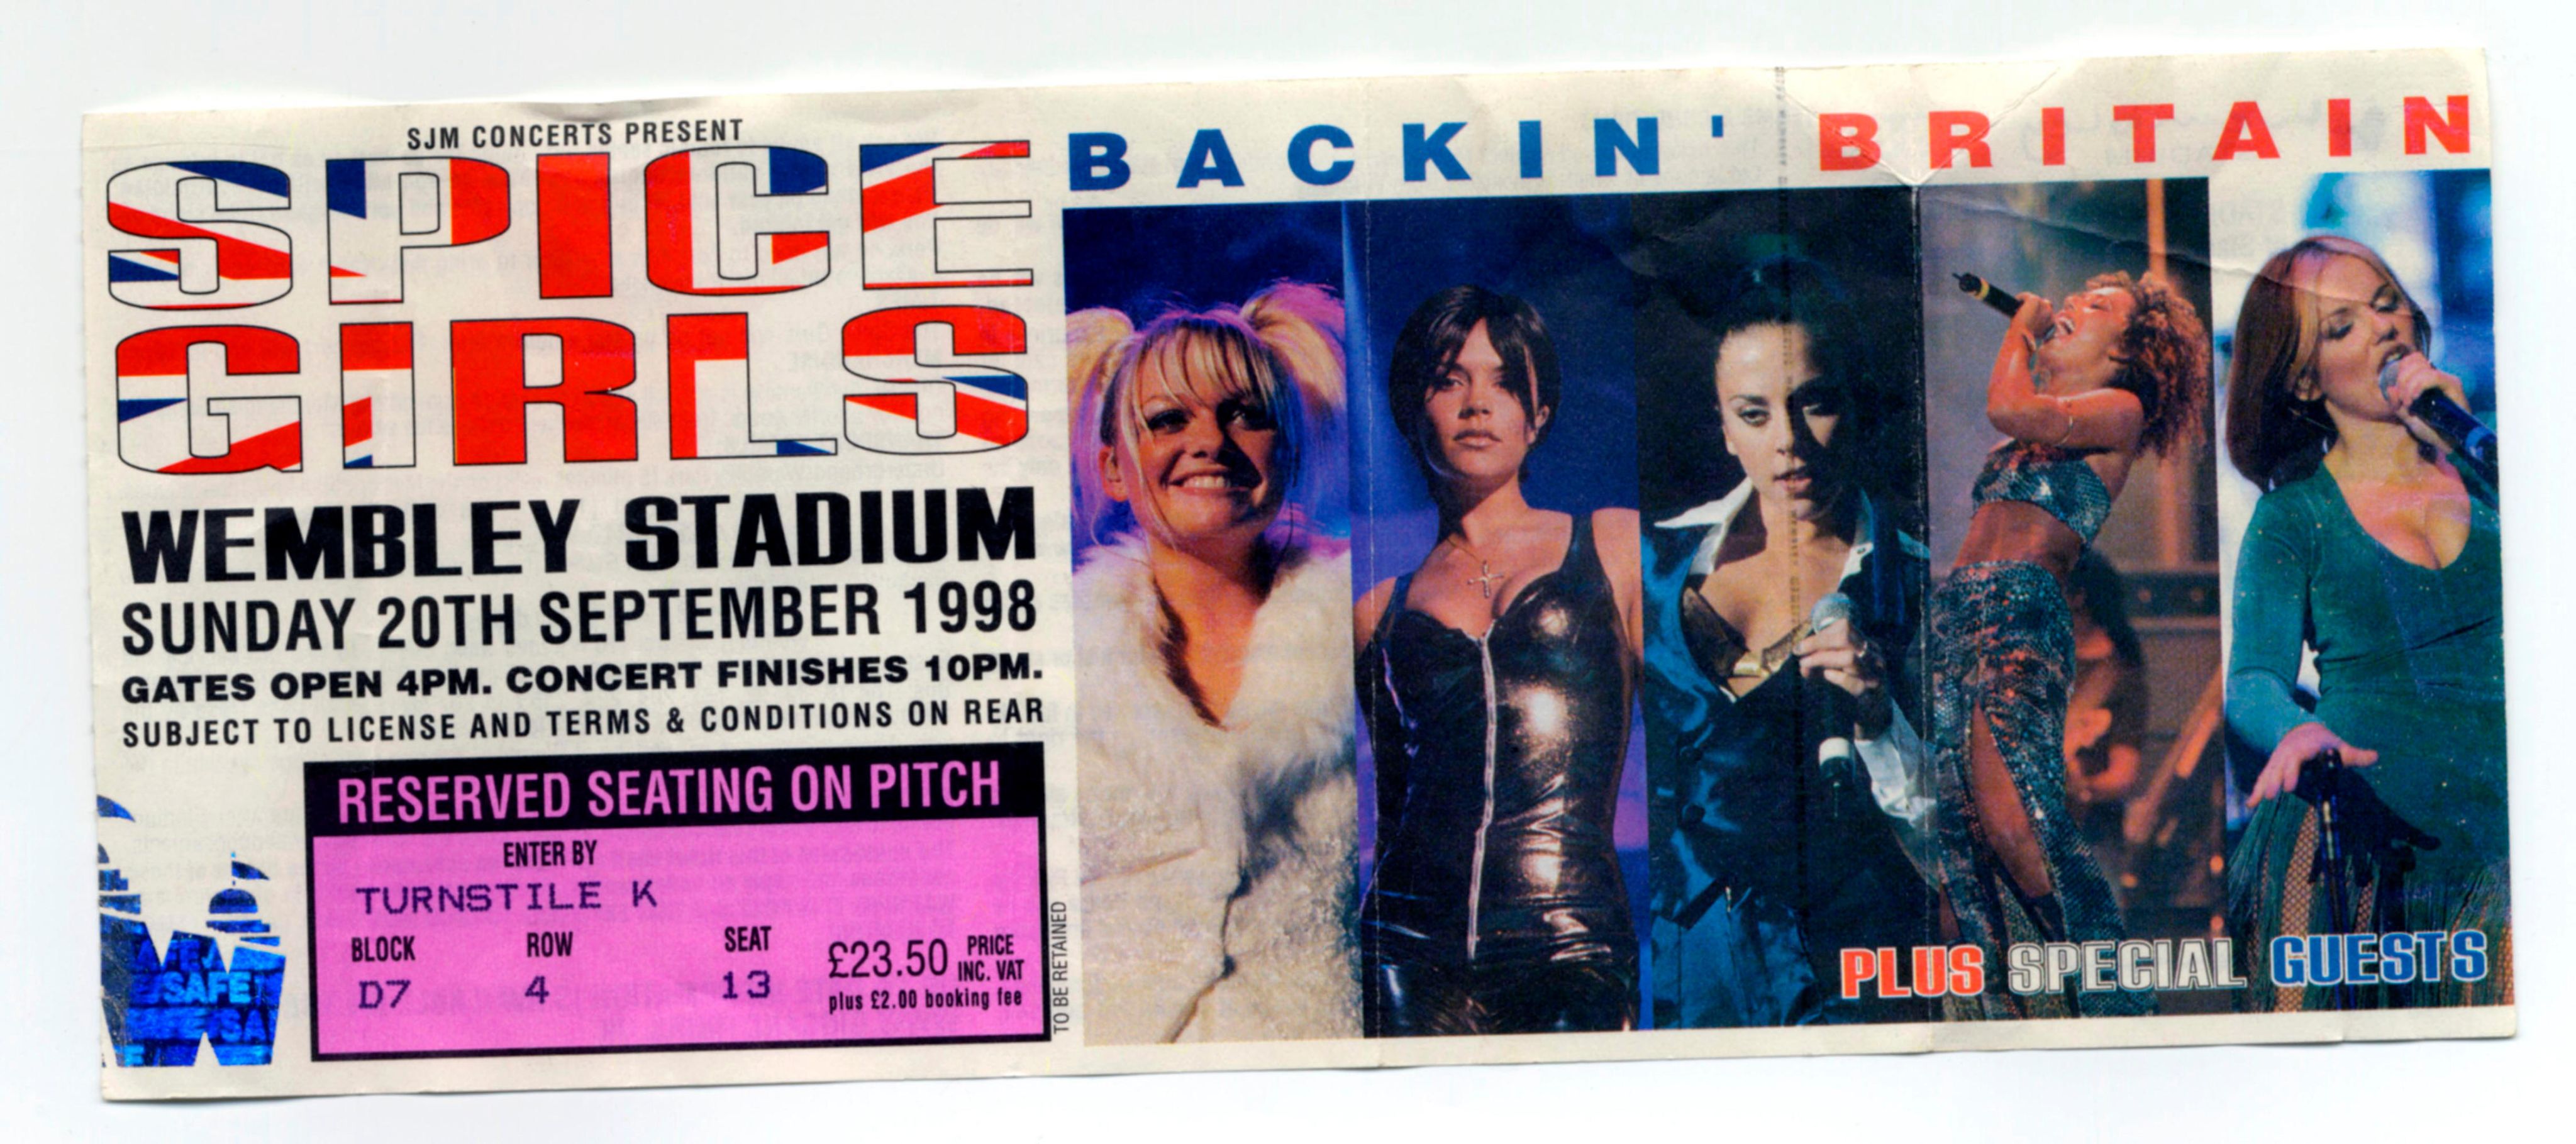 SJM CONCERTS PRESENT
SPICE
GIRLS
WEMBLEY STADIUM
SUNDAY 20TH SEPTEMBER 1998
GATES OPEN 4PM. CONCERT FINISHES 10PM.
SUBJECT TO LICENSE AND TERMS & CONDITIONS ON REAR
RESERVED SEATING ON PITCH
ENTER BY
TURNSTILE K
BLOCK ROW SEAT
D7 4 13
£23.50 PRICE INC. VAT
plus £2.00 booking fee
SAFE
TO BE RETAINED
BACKIN' BRITAIN
PLUS SPECIAL GUESTS